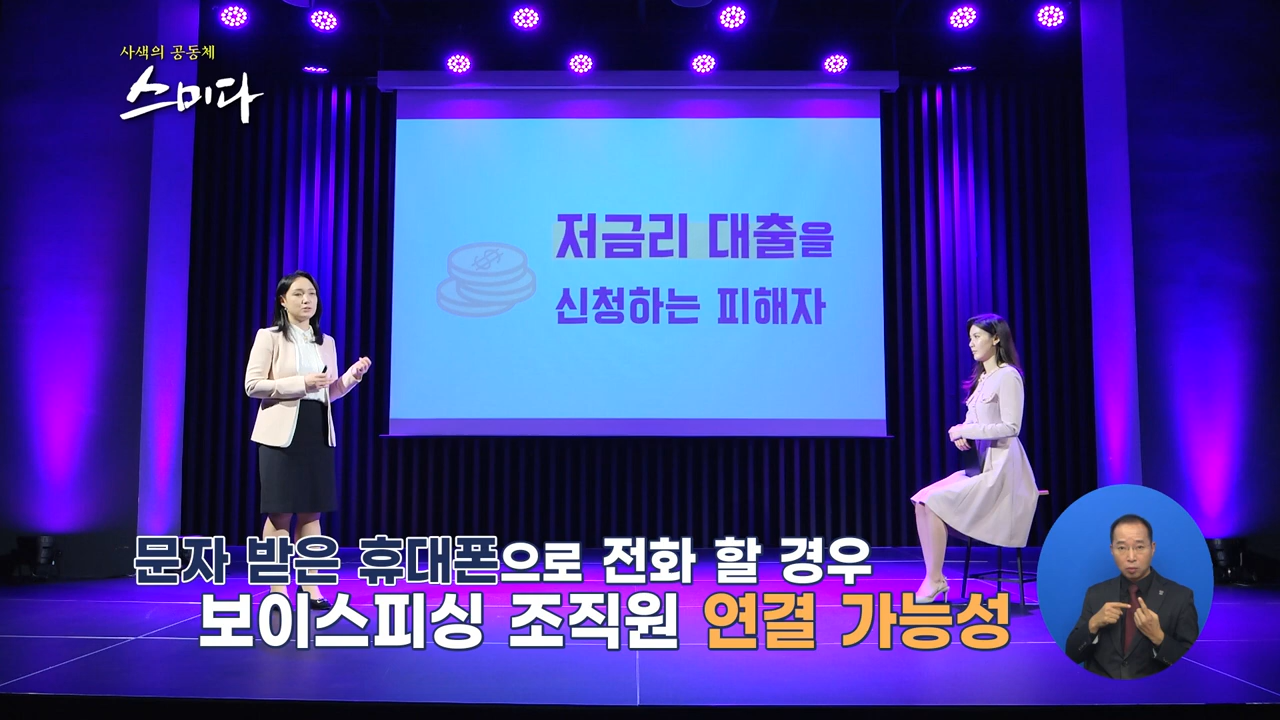 사색의 공동체
스미다
저금리 대출을
신청하는 피해자
문자 받은 휴대폰으로 전화 할 경우
보이스피싱 조직원 연결 가능성